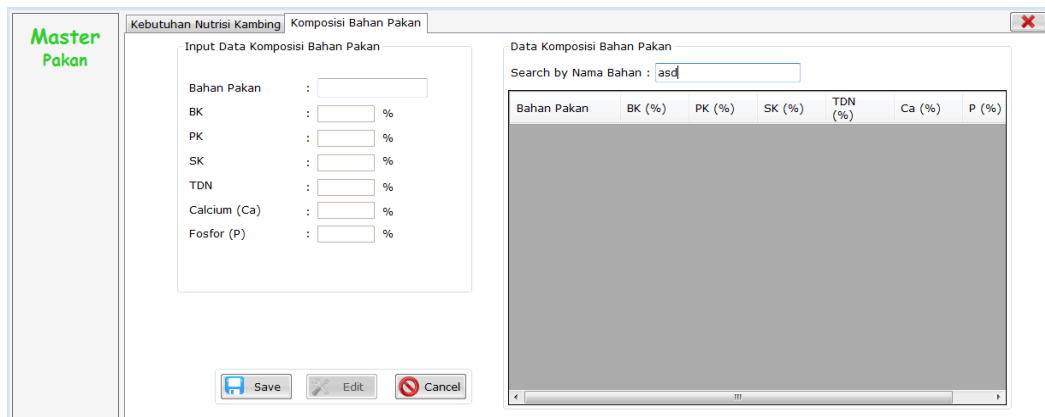 Master
Pakan
Kebutuhan Nutrisi Kambing
Komposisi Bahan Pakan
Input Data Komposisi Bahan Pakan
Bahan Pakan :
BK : %
PK : %
SK : %
TDN : %
Calcium (Ca) : %
Fosfor (P) : %
Save
Edit
Cancel
Data Komposisi Bahan Pakan
Search by Nama Bahan : asd
Bahan Pakan BK (%) PK (%) SK (%) TDN (%) Ca (%) P (%)